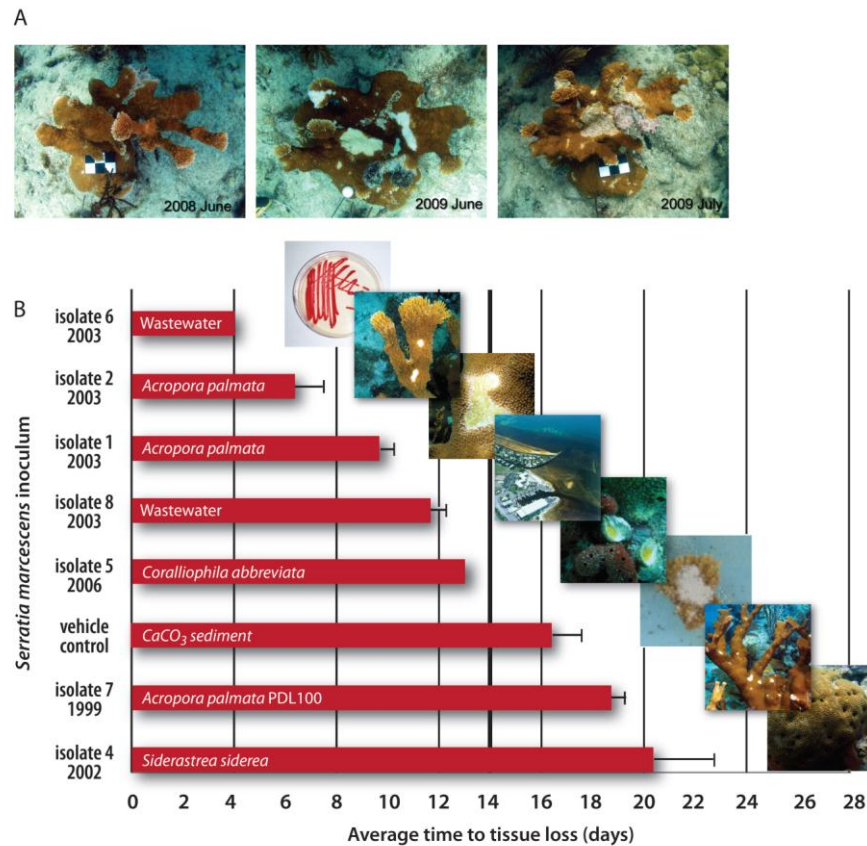 A
2008 June
2009 June
2009 July
B
Serratia marcescens inoculum
isolate 6
2003
Wastewater
isolate 2
2003
Acropora palmata
isolate 1
2003
Acropora palmata
isolate 8
2003
Wastewater
isolate 5
2006
Coralliophila abbreviata
vehicle
control
CaCO₃ sediment
isolate 7
1999
Acropora palmata PDL100
isolate 4
2002
Siderastrea siderea
0 2 4 6 8 10 12 14 16 18 20 22 24 26 28
Average time to tissue loss (days)